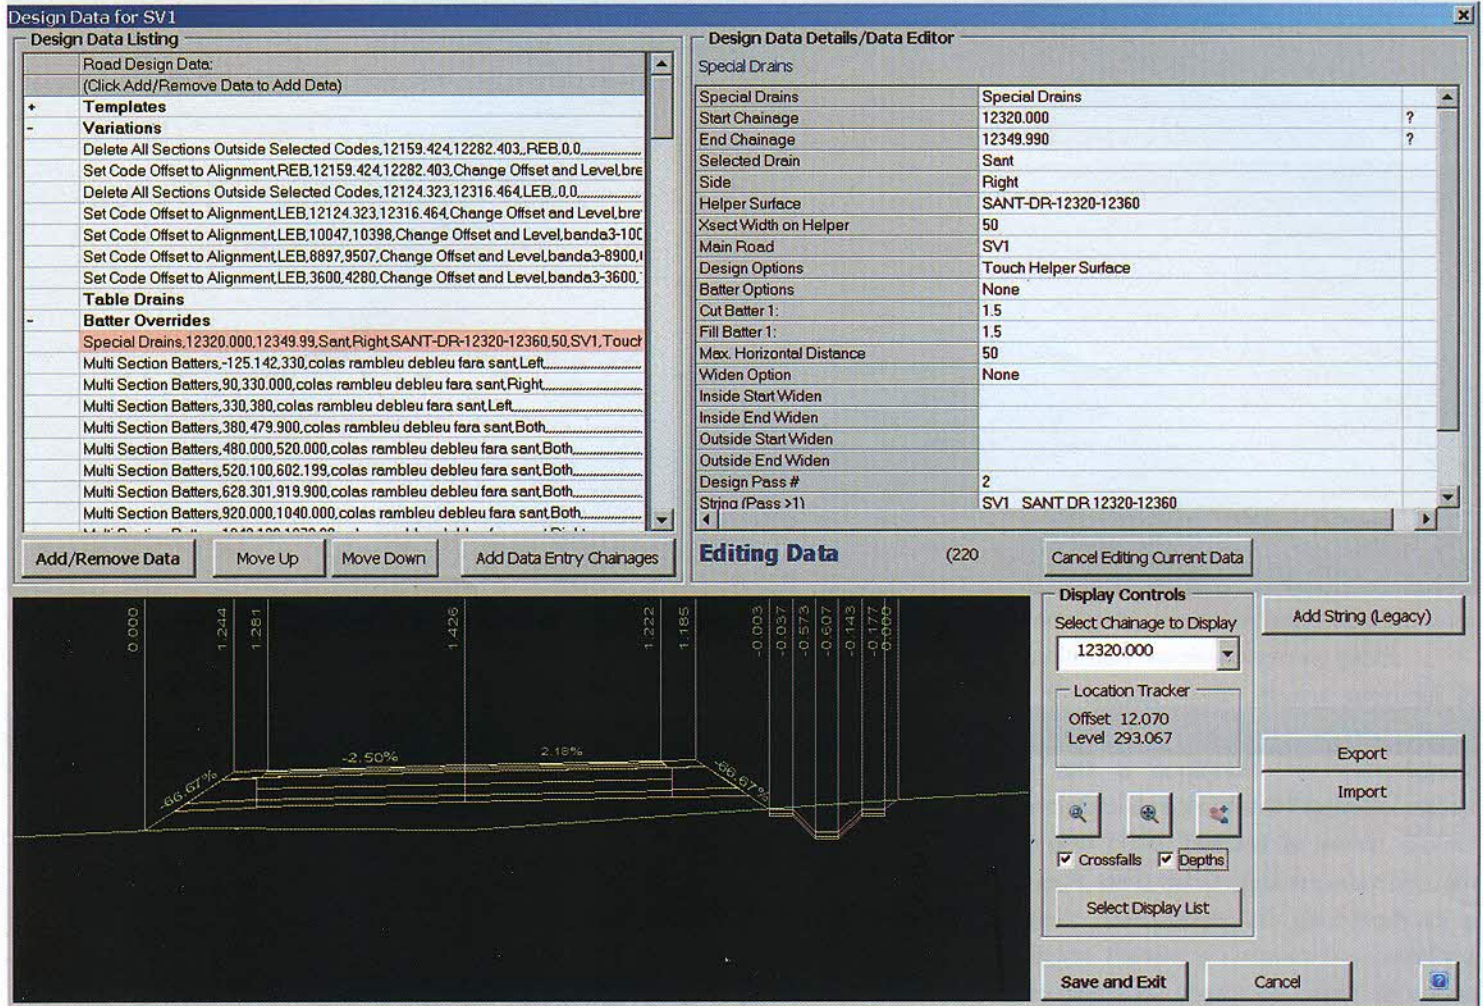 Design Data for SV1
Design Data Listing
Road Design Data:
(Click Add/Remove Data to Add Data)
+ Templates
- Variations
Delete All Sections Outside Selected Codes,12159.424,12282.403,,REB,0,0,,,,,,,,,,,,,,,,
Set Code Offset to Alignment,REB,12159.424,12282.403,Change Offset and Level,bre
Delete All Sections Outside Selected Codes,12124.323,12316.464,LEB,,0,0,,,,,,,,,,,,,,,,
Set Code Offset to Alignment,LEB,12124.323,12316.464,Change Offset and Level,bre
Set Code Offset to Alignment,LEB,10047,10398,Change Offset and Level,banda3-100
Set Code Offset to Alignment,LEB,8897,9507,Change Offset and Level,banda3-8900,
Set Code Offset to Alignment,LEB,3600,4280,Change Offset and Level,banda3-3600,
Table Drains
- Batter Overrides
Special Drains,12320.000,12349.99,Sant,Right,SANT-DR-12320-12360,50,SV1,Touch
Multi Section Batters,-125.142,330,colas rambleu debleu fara sant,Left,,,,,,,,,,,,,,,,
Multi Section Batters,90,330.000,colas rambleu debleu fara sant,Right,,,,,,,,,,,,,,,,
Multi Section Batters,330,380,colas rambleu debleu fara sant,Left,,,,,,,,,,,,,,,,
Multi Section Batters,380,479.900,colas rambleu debleu fara sant,Both,,,,,,,,,,,,,,,,
Multi Section Batters,480.000,520.000,colas rambleu debleu fara sant,Both,,,,,,,,,,,,,,,,
Multi Section Batters,520.100,602.199,colas rambleu debleu fara sant,Both,,,,,,,,,,,,,,,,
Multi Section Batters,628.301,919.900,colas rambleu debleu fara sant,Both,,,,,,,,,,,,,,,,
Multi Section Batters,920.000,1040.000,colas rambleu debleu fara sant,Both,,,,,,,,,,,,,,,,
Add/Remove Data
Move Up
Move Down
Add Data Entry Chainages
Design Data Details/Data Editor
Special Drains
Special Drains Special Drains
Start Chainage 12320.000 ?
End Chainage 12349.990 ?
Selected Drain Sant
Side Right
Helper Surface SANT-DR-12320-12360
Xsect Width on Helper 50
Main Road SV1
Design Options Touch Helper Surface
Batter Options None
Cut Batter 1: 1.5
Fill Batter 1: 1.5
Max. Horizontal Distance 50
Widen Option None
Inside Start Widen
Inside End Widen
Outside Start Widen
Outside End Widen
Design Pass # 2
String (Pass >1) SV1 SANT DR 12320-12360
Editing Data
(220
Cancel Editing Current Data
0.000
1.244
1.281
1.426
1.222
1.185
-0.003
-0.037
-0.573
-0.607
-0.143
-0.177
0.000
-66.67%
-2.50%
2.18%
-66.67%
Display Controls
Select Chainage to Display
12320.000
Location Tracker
Offset 12.070
Level 293.067
Crossfalls
Depths
Select Display List
Add String (Legacy)
Export
Import
Save and Exit
Cancel